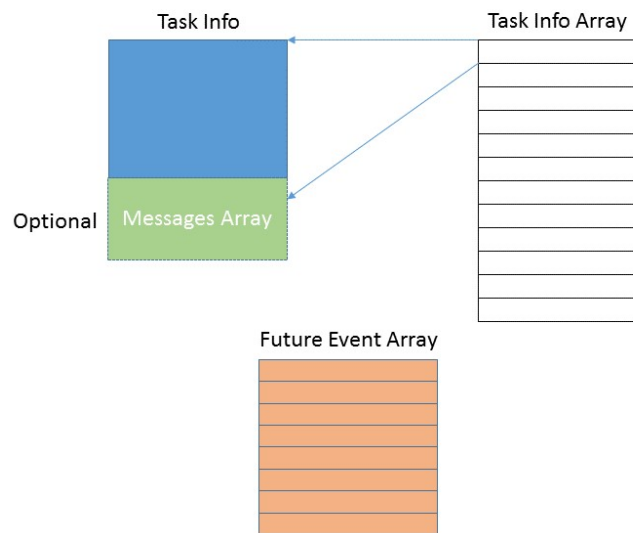 Task Info
Task Info Array
Optional
Messages Array
Future Event Array